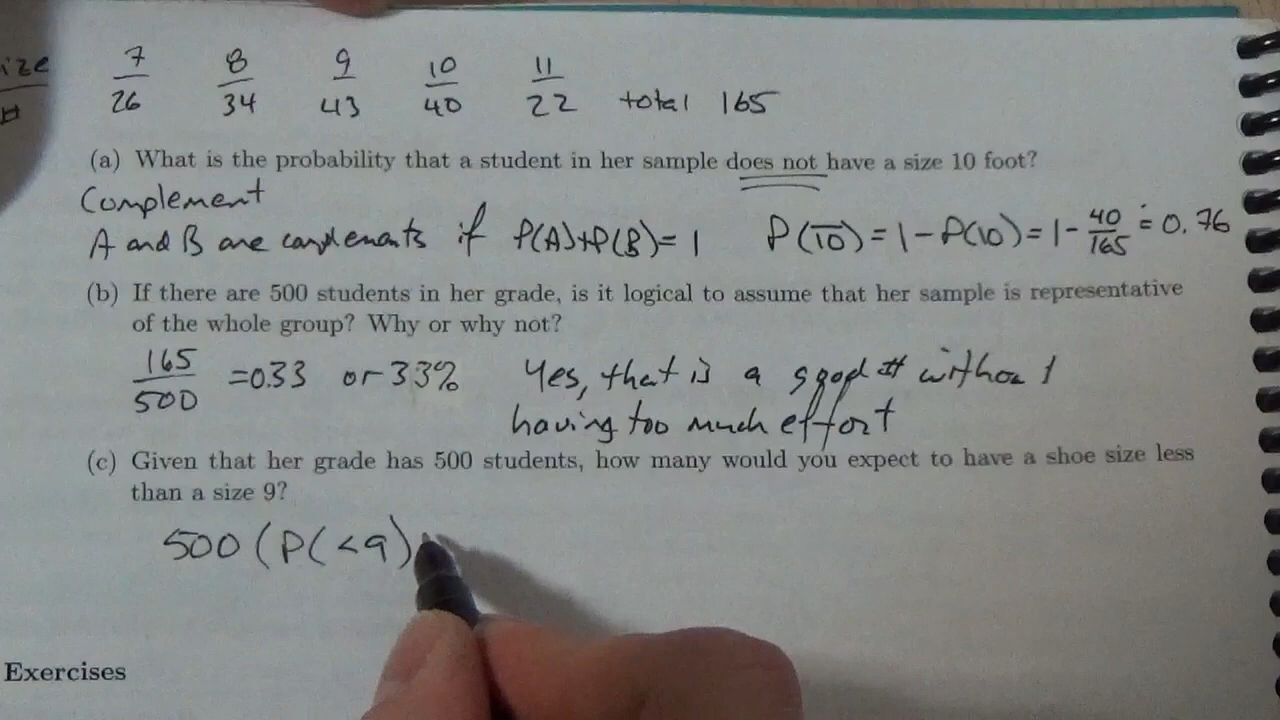 ize 7 8 9 10 11
# 26 34 43 40 22 total 165
(a) What is the probability that a student in her sample does not have a size 10 foot?
Complement
A and B are complements if P(A)+P(B)=1 P(10̅)=1-P(10)=1-40/165≐0.76
(b) If there are 500 students in her grade, is it logical to assume that her sample is representative
of the whole group? Why or why not?
165/500 =0.33 or 33% Yes, that is a good # without
having too much effort
(c) Given that her grade has 500 students, how many would you expect to have a shoe size less
than a size 9?
500(P(<9)
Exercises